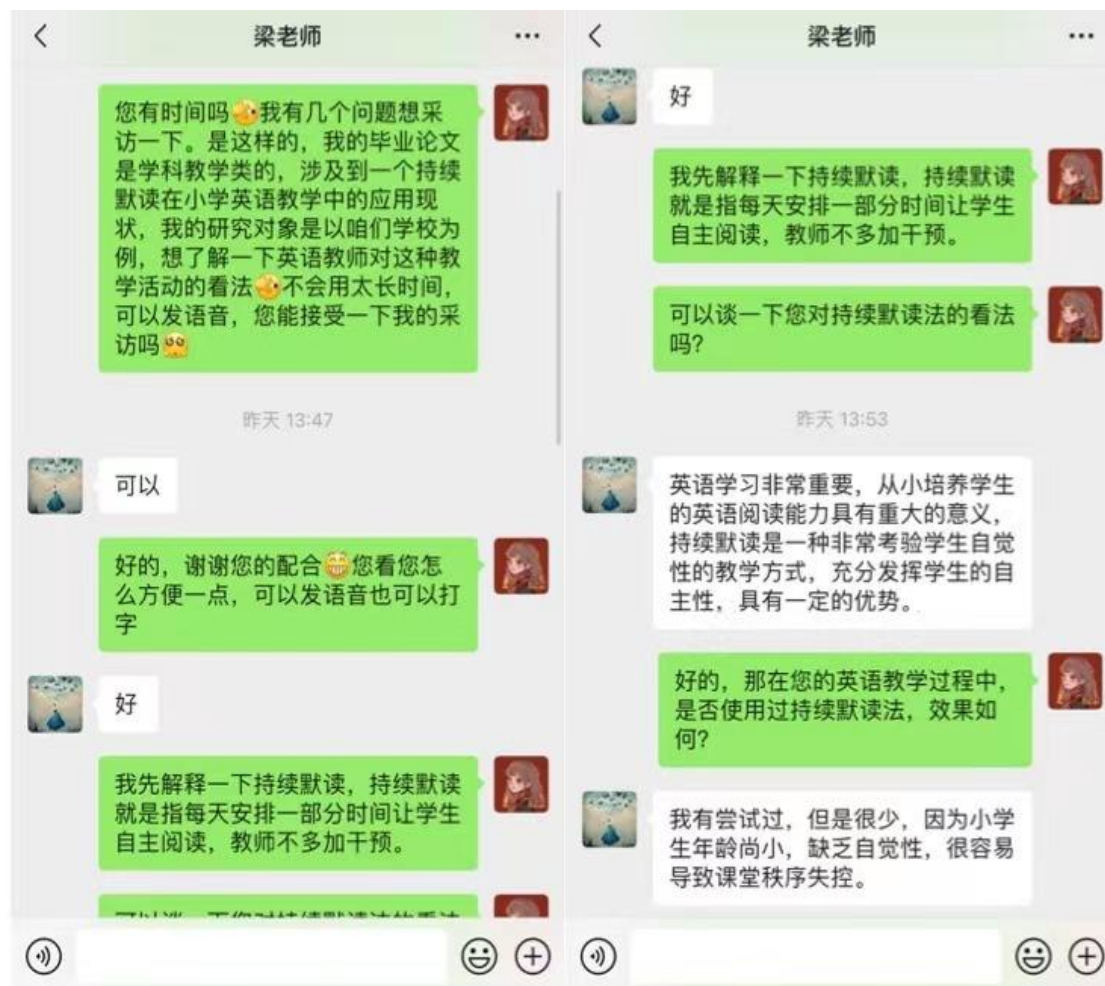 梁老师
您有时间吗我有几个问题想采
访一下。是这样的，我的毕业论文
是学科教学类的，涉及到一个持续
默读在小学英语教学中的应用现
状，我的研究对象是以咱们学校为
例，想了解一下英语教师对这种教
学活动的看法不会用太长时间，
可以发语音，您能接受一下我的采
访吗
昨天 13:47
可以
好的，谢谢您的配合您看您怎
么方便一点，可以发语音也可以打
字
好
我先解释一下持续默读，持续默读
就是指每天安排一部分时间让学生
自主阅读，教师不多加干预。
可以谈一下您对持续默读法的看法
梁老师
好
我先解释一下持续默读，持续默读
就是指每天安排一部分时间让学生
自主阅读，教师不多加干预。
可以谈一下您对持续默读法的看法
吗？
昨天 13:53
英语学习非常重要，从小培养学生
的英语阅读能力具有重大的意义，
持续默读是一种非常考验学生自觉
性的教学方式，充分发挥学生的自
主性，具有一定的优势。
好的，那在您的英语教学过程中，
是否使用过持续默读法，效果如
何？
我有尝试过，但是很少，因为小学
生年龄尚小，缺乏自觉性，很容易
导致课堂秩序失控。